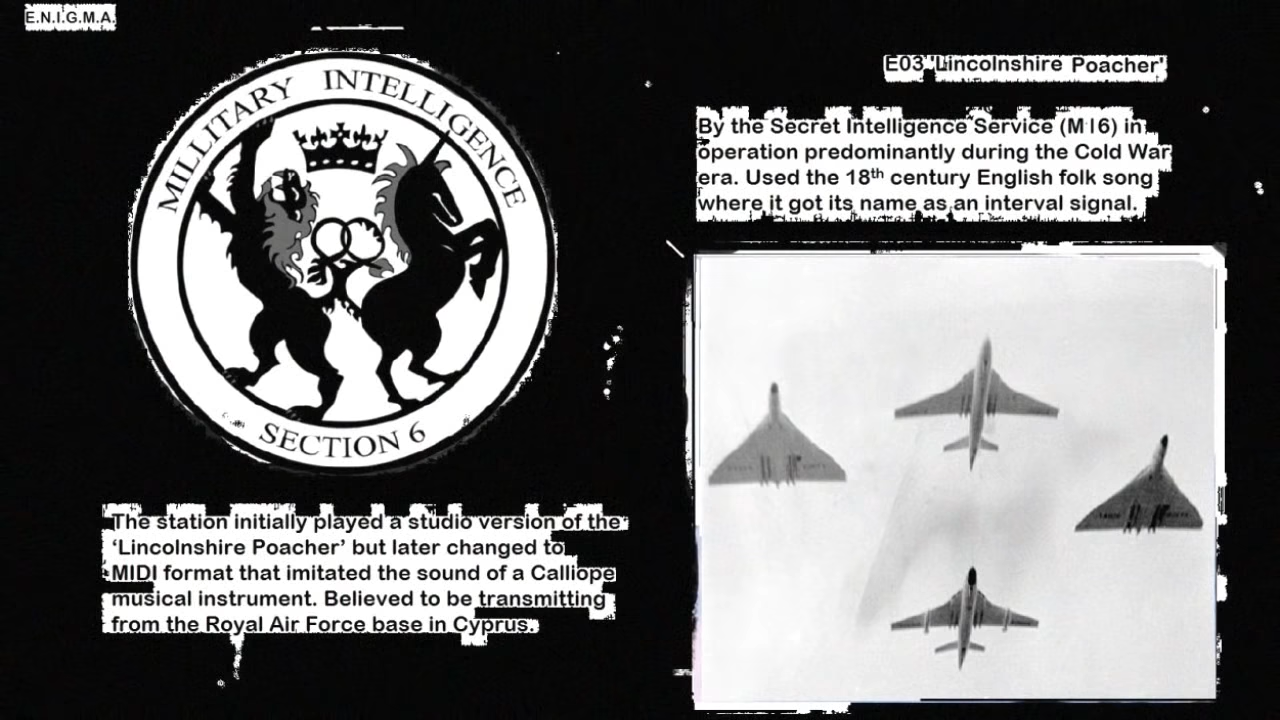 E.N.I.G.M.A.
MILLITARY INTELLIGENCE
SECTION 6
E03 'Lincolnshire Poacher'
By the Secret Intelligence Service (M16) in
operation predominantly during the Cold War
era. Used the 18th century English folk song
where it got its name as an interval signal.
The station initially played a studio version of the
‘Lincolnshire Poacher’ but later changed to
MIDI format that imitated the sound of a Calliope
musical instrument. Believed to be transmitting
from the Royal Air Force base in Cyprus.